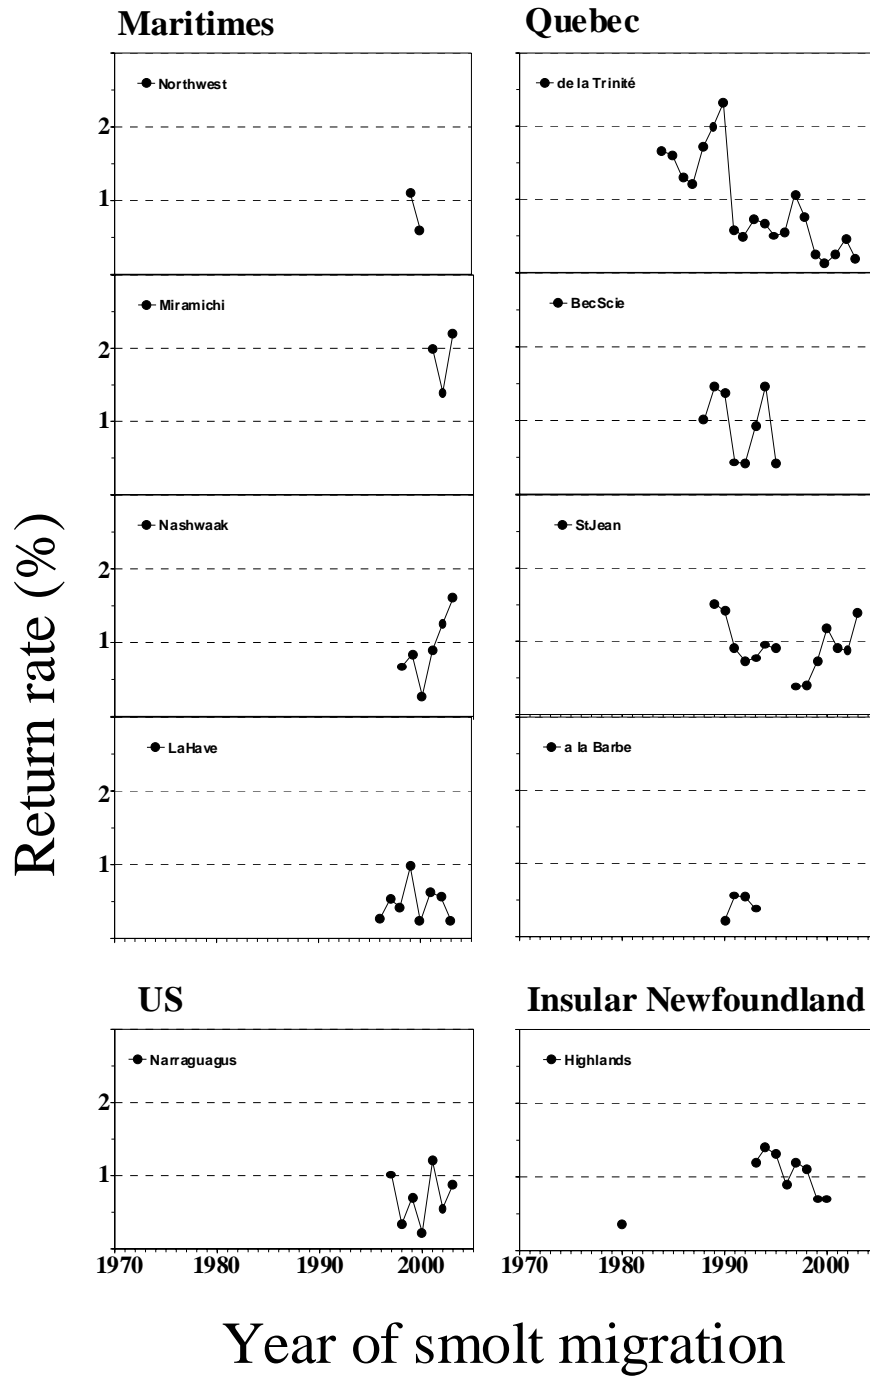 Maritimes
Quebec
Northwest
de la Trinité
2
1
Miramichi
BecScie
2
1
Nashwaak
StJean
2
1
LaHave
a la Barbe
2
1
Return rate (%)
US
Insular Newfoundland
Narraguagus
Highlands
2
1
1970 1980 1990 2000
1970 1980 1990 2000
Year of smolt migration